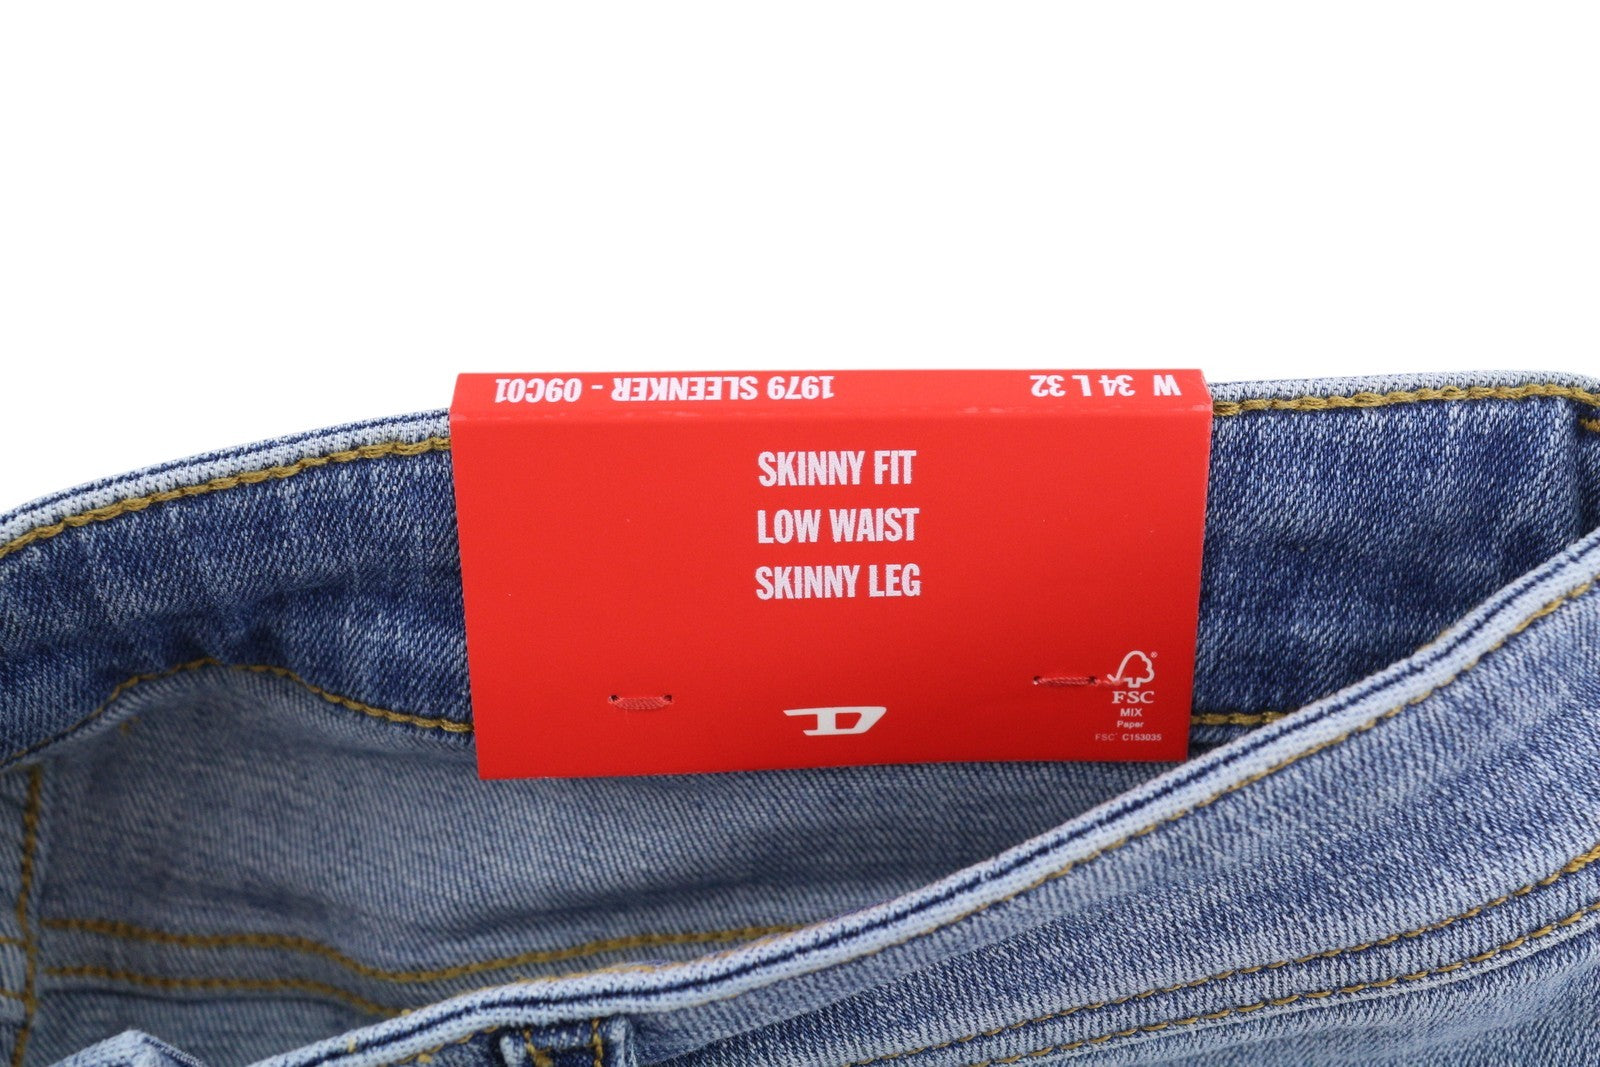 1979 SLEENKER - 09C01
W 34 L 32
SKINNY FIT
LOW WAIST
SKINNY LEG
D
FSC
MIX
Paper
FSC® C153035